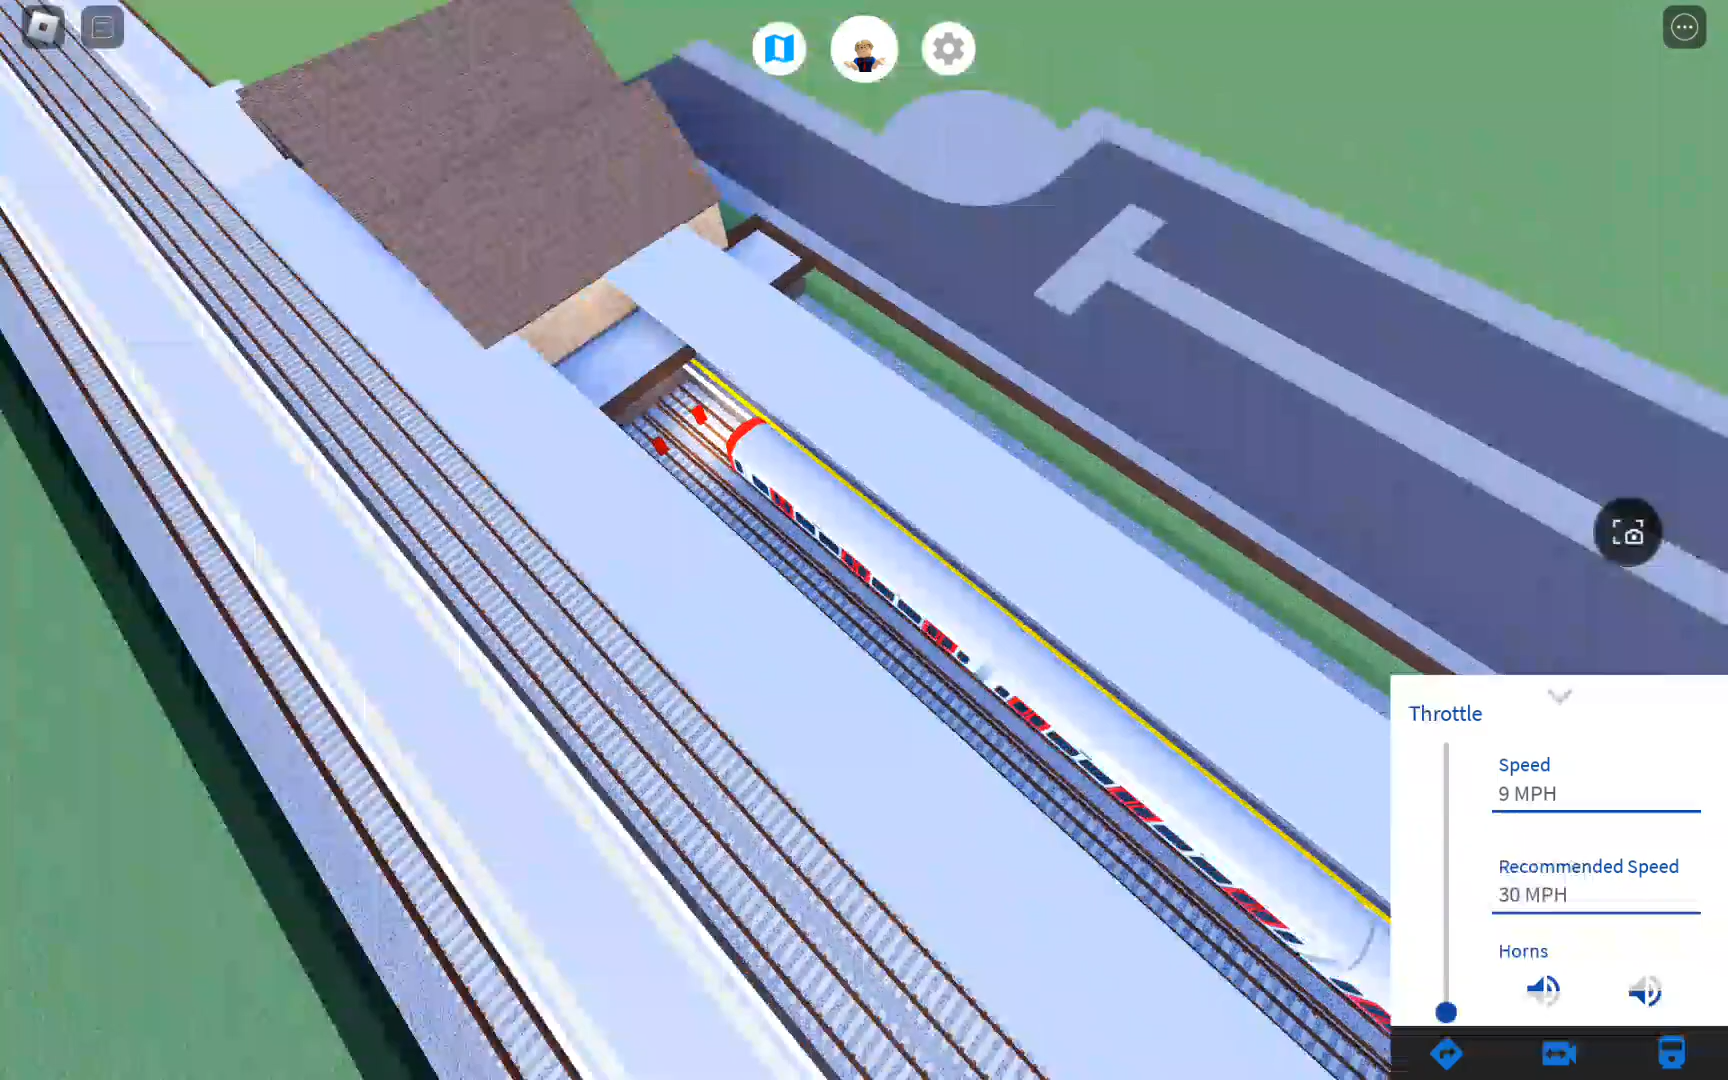 Throttle
Speed
9 MPH
Recommended Speed
30 MPH
Horns